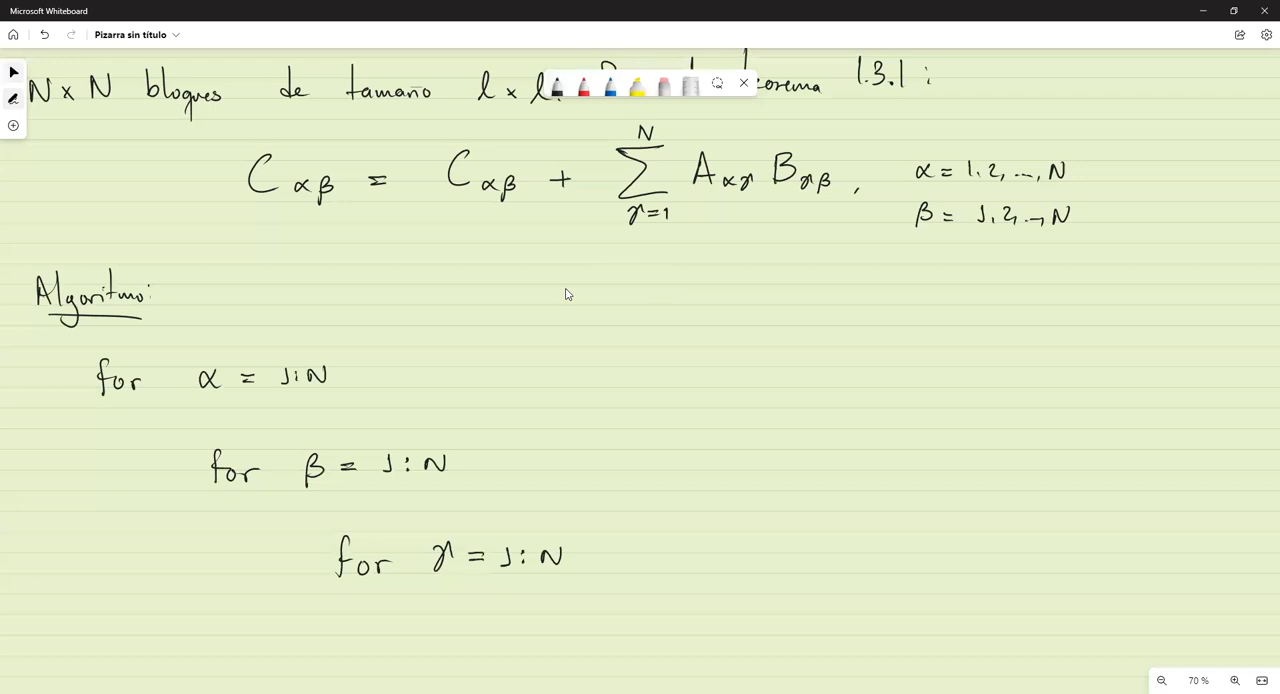 Microsoft Whiteboard
Pizarra sin título
N x N bloques de tamaño l x l. teorema 1.3.1 :
N
C αβ = C αβ + Σ A αγ B γβ , α = 1, 2, ..., N
γ=1 β = 1, 2, .., N
Algoritmo:
for α = 1:N
for β = 1:N
for γ = 1:N
70 %